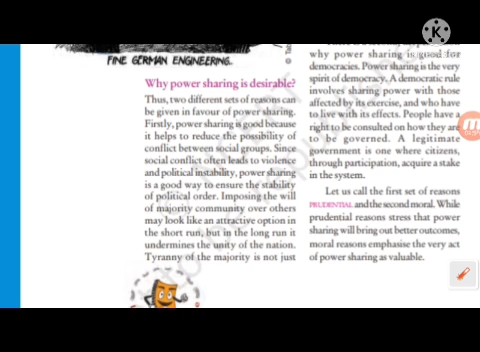 FINE GERMAN ENGINEERING..
© Tab
Why power sharing is desirable?
Thus, two different sets of reasons can
be given in favour of power sharing.
Firstly, power sharing is good because
it helps to reduce the possibility of
conflict between social groups. Since
social conflict often leads to violence
and political instability, power sharing
is a good way to ensure the stability
of political order. Imposing the will
of majority community over others
may look like an attractive option in
the short run, but in the long run it
undermines the unity of the nation.
Tyranny of the majority is not just
why power sharing is good for
democracies. Power sharing is the very
spirit of democracy. A democratic rule
involves sharing power with those
affected by its exercise, and who have
to live with its effects. People have a
right to be consulted on how they are
to be governed. A legitimate
government is one where citizens,
through participation, acquire a stake
in the system.
Let us call the first set of reasons
PRUDENTIAL and the second moral. While
prudential reasons stress that power
sharing will bring out better outcomes,
moral reasons emphasise the very act
of power sharing as valuable.